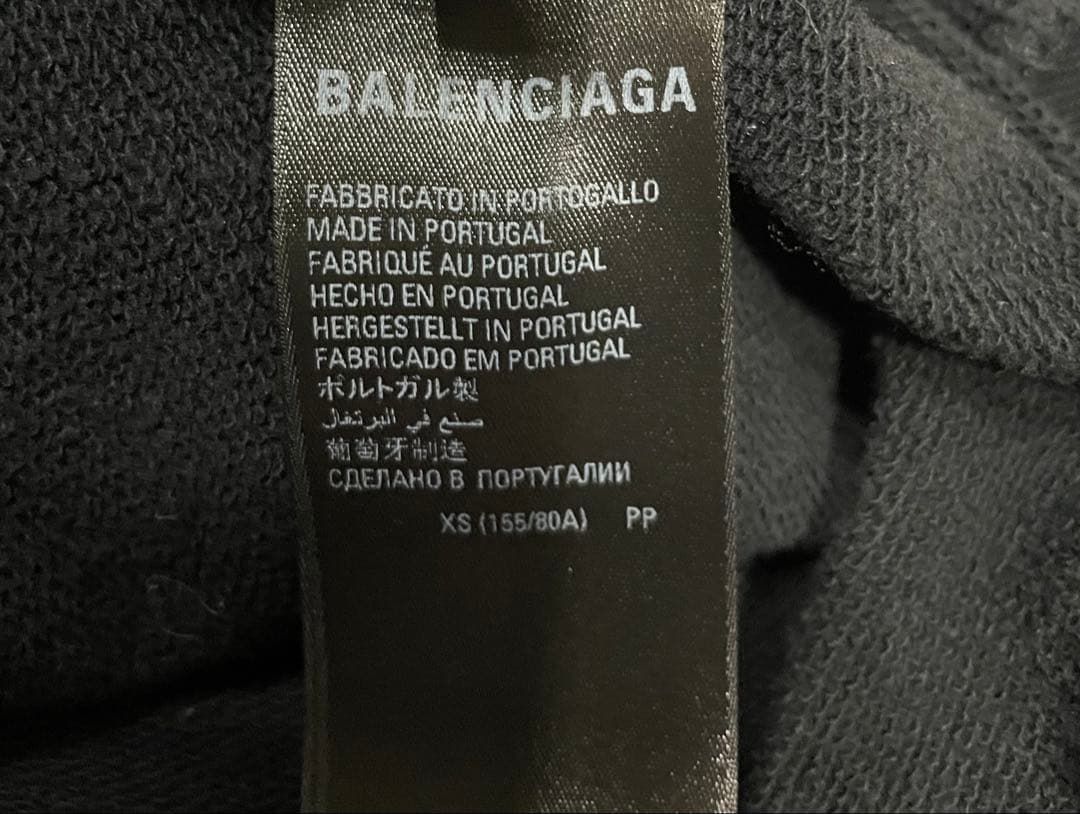 BALENCIAGA
FABBRICATO IN PORTOGALLO
MADE IN PORTUGAL
FABRIQUÉ AU PORTUGAL
HECHO EN PORTUGAL
HERGESTELLT IN PORTUGAL
FABRICADO EM PORTUGAL
ポルトガル製
صنع في البرتغال
葡萄牙制造
СДЕЛАНО В ПОРТУГАЛИИ
XS (155/80A) PP